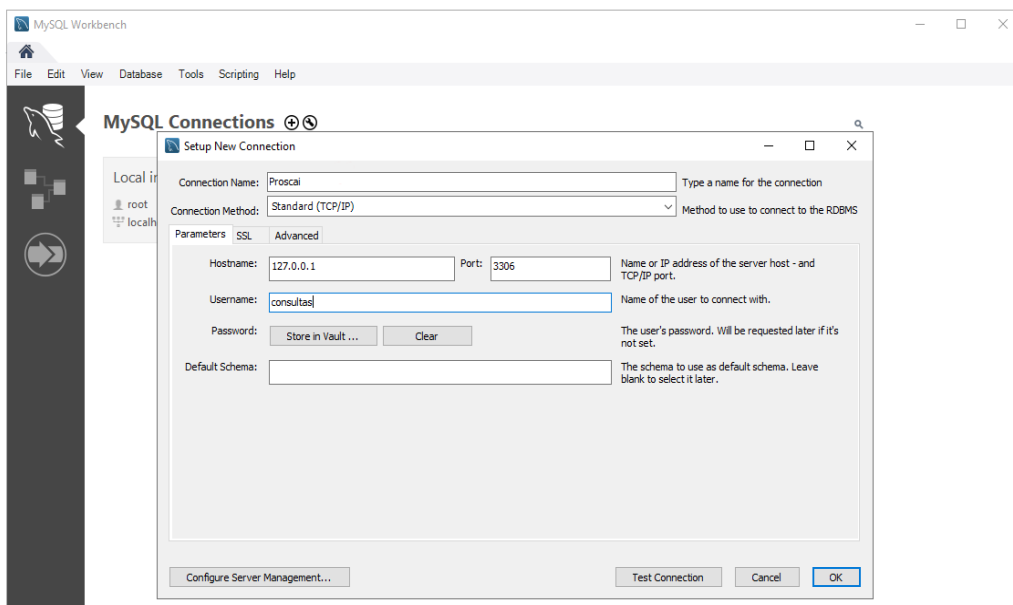 MySQL Workbench
File Edit View Database Tools Scripting Help
MySQL Connections
Local in
root
localh
Setup New Connection
Connection Name: Proscai Type a name for the connection
Connection Method: Standard (TCP/IP) Method to use to connect to the RDBMS
Parameters SSL Advanced
Hostname: 127.0.0.1 Port: 3306 Name or IP address of the server host - and
TCP/IP port.
Username: consultas Name of the user to connect with.
Password: Store in Vault ... Clear The user's password. Will be requested later if it's
not set.
Default Schema: The schema to use as default schema. Leave
blank to select it later.
Configure Server Management... Test Connection Cancel OK